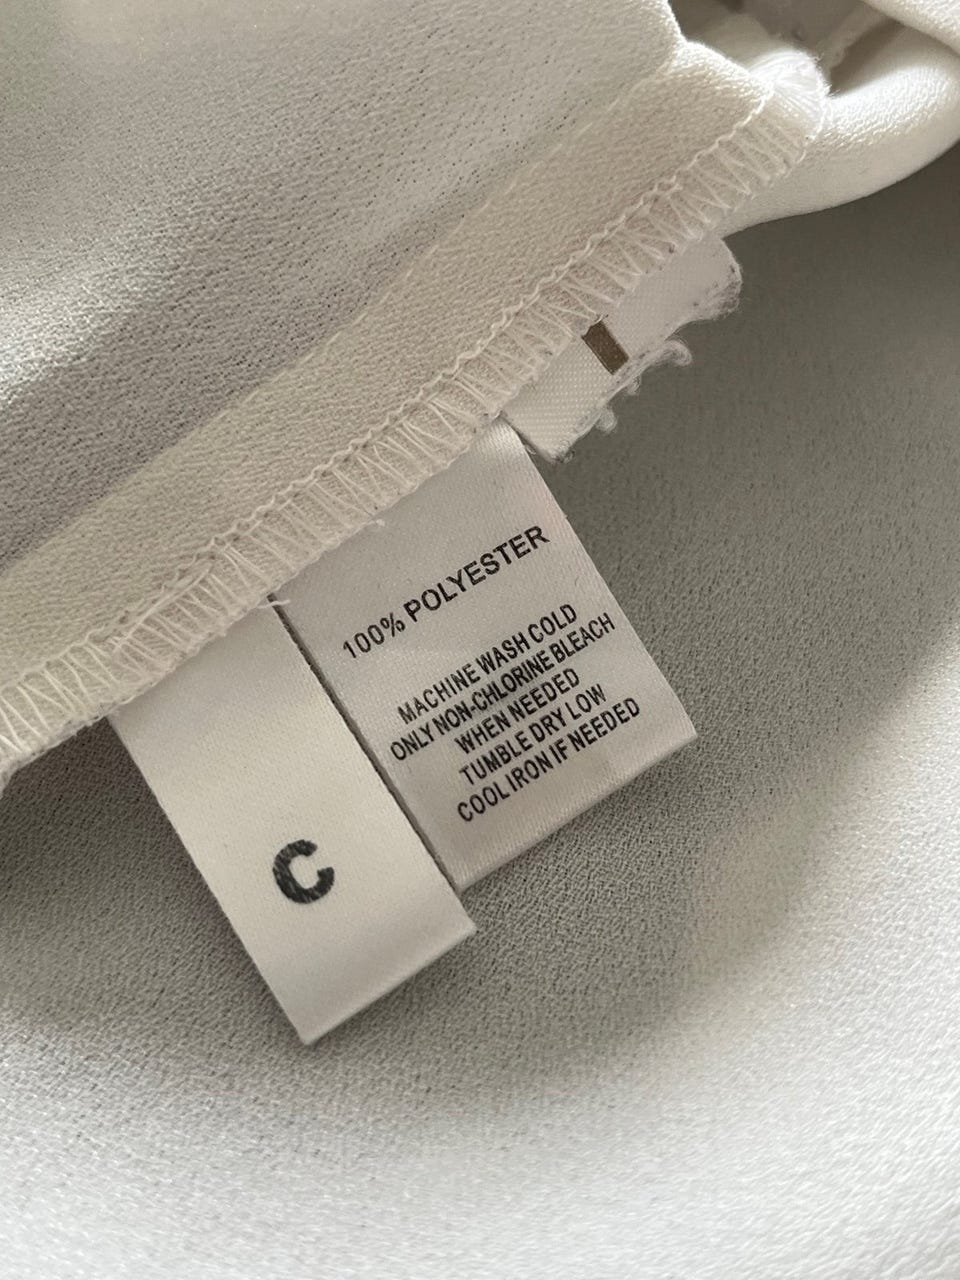 100% POLYESTER
MACHINE WASH COLD
ONLY NON-CHLORINE BLEACH
WHEN NEEDED
TUMBLE DRY LOW
COOL IRON IF NEEDED
C